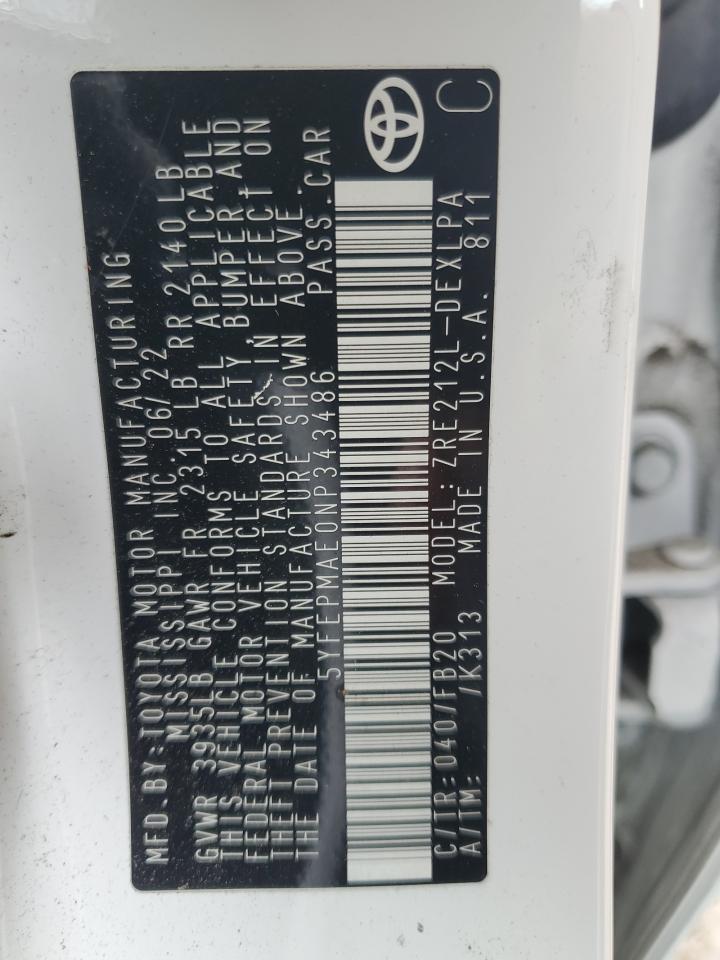 MFD.BY:TOYOTA MOTOR MANUFACTURING
MISSISSIPPI INC. 06/22
GVWR 3935LB GAWR FR 2315 LB RR 2140LB
THIS VEHICLE CONFORMS TO ALL APPLICABLE
FEDERAL MOTOR VEHICLE SAFETY, BUMPER, AND
THEFT PREVENTION STANDARDS IN EFFECT ON
THE DATE OF MANUFACTURE SHOWN ABOVE.
5YFEPMAE0NP343486 PASS.CAR
C/TR:040/FB20 MODEL:ZRE212L-DEXLPA
A/TM: /K313 MADE IN U.S.A. 811
C